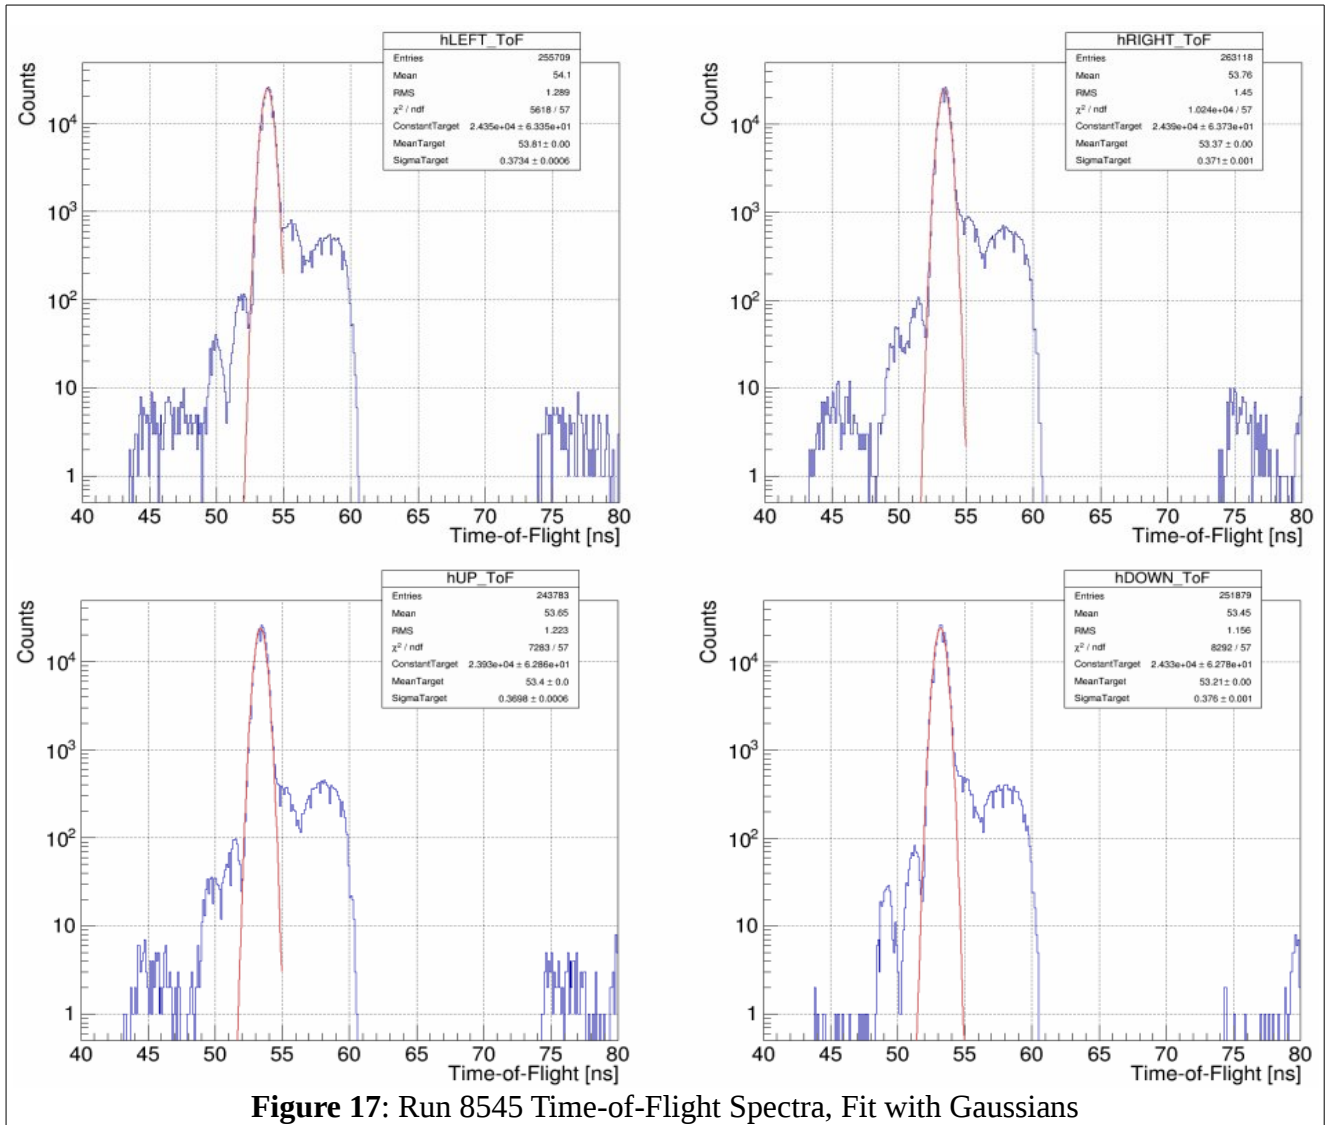 hLEFT_ToF
Entries 255709
Mean 54.1
RMS 1.289
χ² / ndf 5618 / 57
ConstantTarget 2.435e+04 ± 6.335e+01
MeanTarget 53.81± 0.00
SigmaTarget 0.3734 ± 0.0006
Counts
10⁴
10³
10²
10
1
40 45 50 55 60 65 70 75 80
Time-of-Flight [ns]
hRIGHT_ToF
Entries 263118
Mean 53.76
RMS 1.45
χ² / ndf 1.024e+04 / 57
ConstantTarget 2.439e+04 ± 6.373e+01
MeanTarget 53.37 ± 0.00
SigmaTarget 0.371± 0.001
Counts
10⁴
10³
10²
10
1
40 45 50 55 60 65 70 75 80
Time-of-Flight [ns]
hUP_ToF
Entries 243783
Mean 53.65
RMS 1.223
χ² / ndf 7283 / 57
ConstantTarget 2.393e+04 ± 6.286e+01
MeanTarget 53.4 ± 0.0
SigmaTarget 0.3698 ± 0.0006
Counts
10⁴
10³
10²
10
1
40 45 50 55 60 65 70 75 80
Time-of-Flight [ns]
hDOWN_ToF
Entries 251879
Mean 53.45
RMS 1.156
χ² / ndf 8292 / 57
ConstantTarget 2.433e+04 ± 6.278e+01
MeanTarget 53.21± 0.00
SigmaTarget 0.376 ± 0.001
Counts
10⁴
10³
10²
10
1
40 45 50 55 60 65 70 75 80
Time-of-Flight [ns]
Figure 17: Run 8545 Time-of-Flight Spectra, Fit with Gaussians